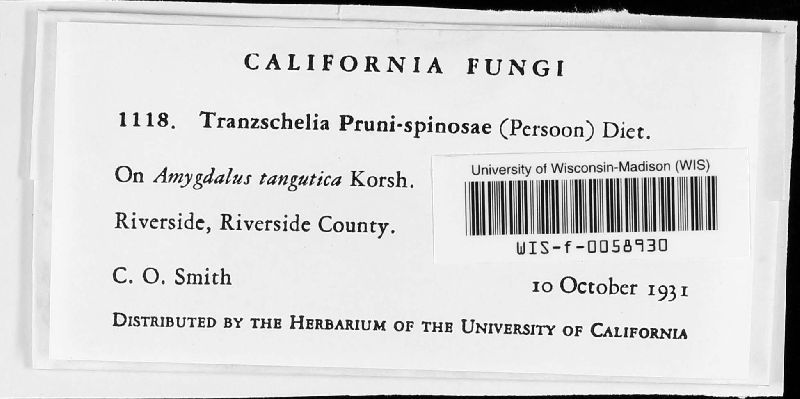 CALIFORNIA FUNGI
1118. Tranzschelia Pruni-spinosae (Persoon) Diet.
On Amygdalus tangutica Korsh.
University of Wisconsin-Madison (WIS)
WIS-f-0058930
Riverside, Riverside County.
C. O. Smith
10 October 1931
DISTRIBUTED BY THE HERBARIUM OF THE UNIVERSITY OF CALIFORNIA